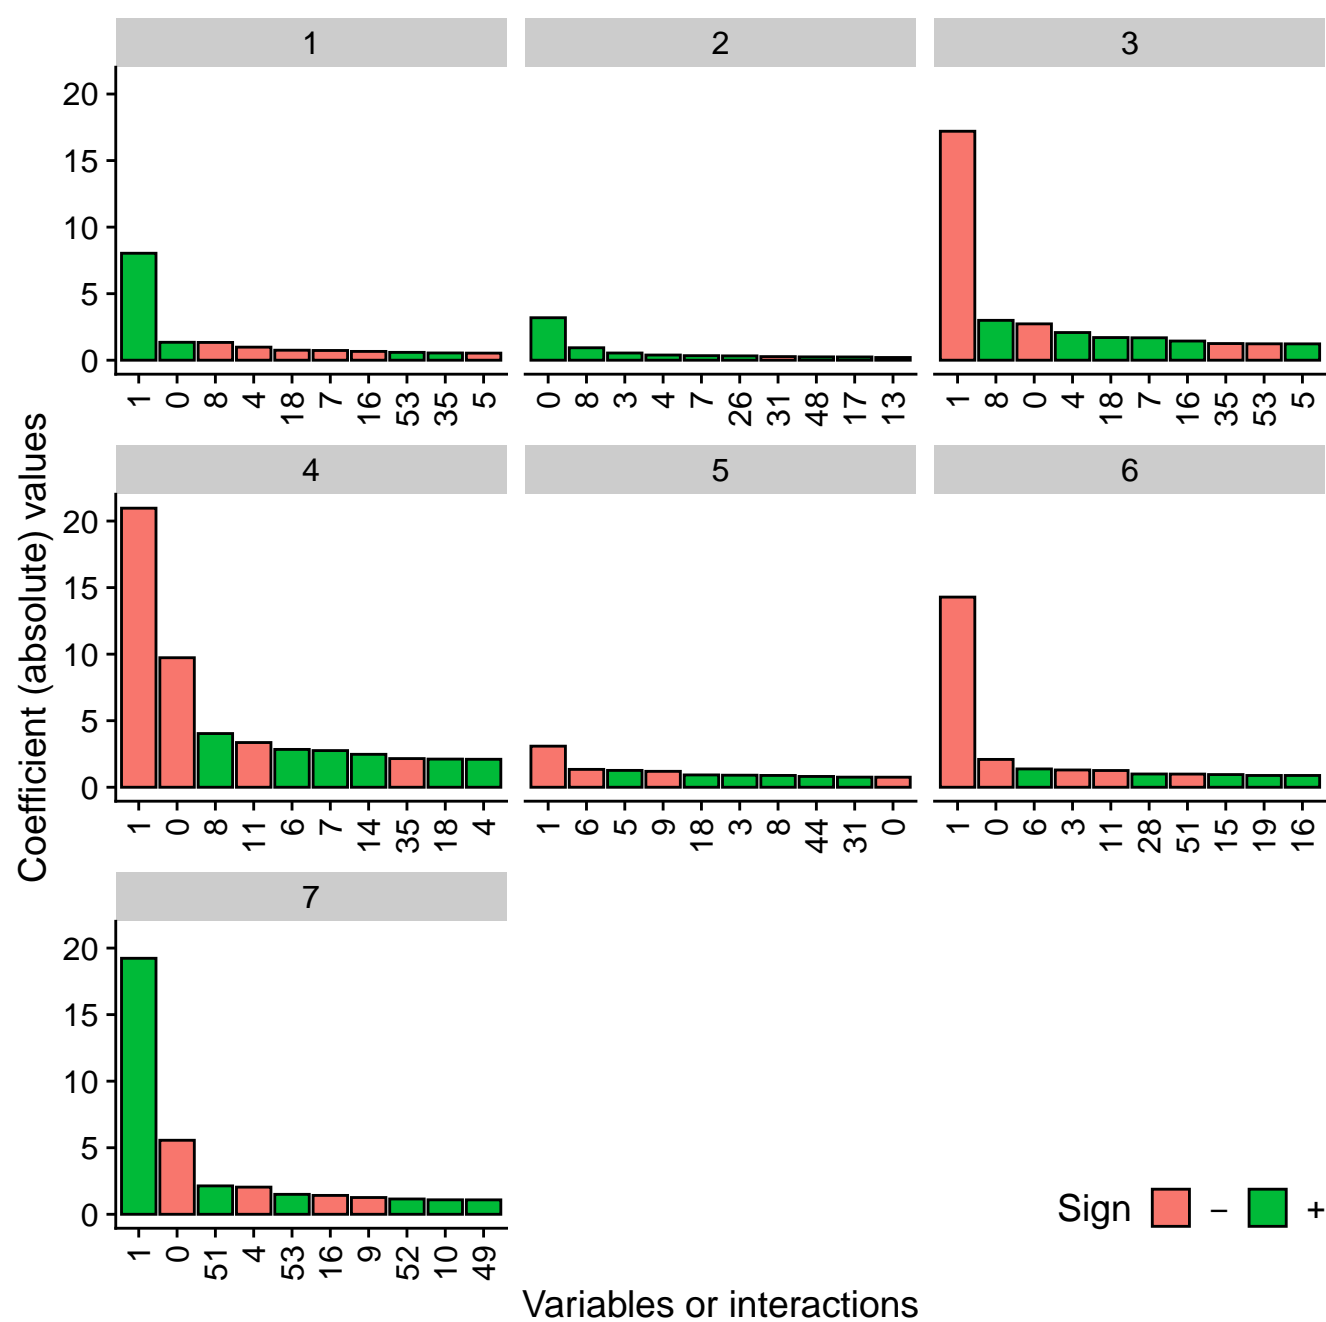 1 2 3
20
15
10
5
0
1 0 8 4 18 7 16 53 35 5
0 8 3 4 7 26 31 48 17 13
1 8 0 4 18 7 16 35 53 5
4 5 6
20
15
10
5
0
1 0 8 11 6 7 14 35 18 4
1 6 5 9 18 3 8 44 31 0
1 0 6 3 11 28 51 15 19 16
7
20
15
10
5
0
1 0 51 4 53 16 9 52 10 49
Coefficient (absolute) values
Variables or interactions
Sign − +